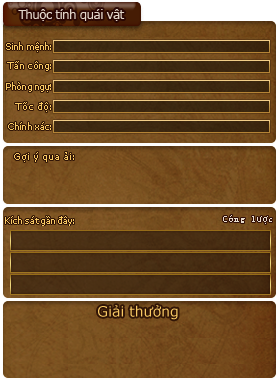 Thuộc tính quái vật
Sinh mệnh:
Tấn công:
Phòng ngự:
Tốc độ:
Chính xác:
Gợi ý qua ải:
Kích sát gần đây: Công lược
Giải thưởng